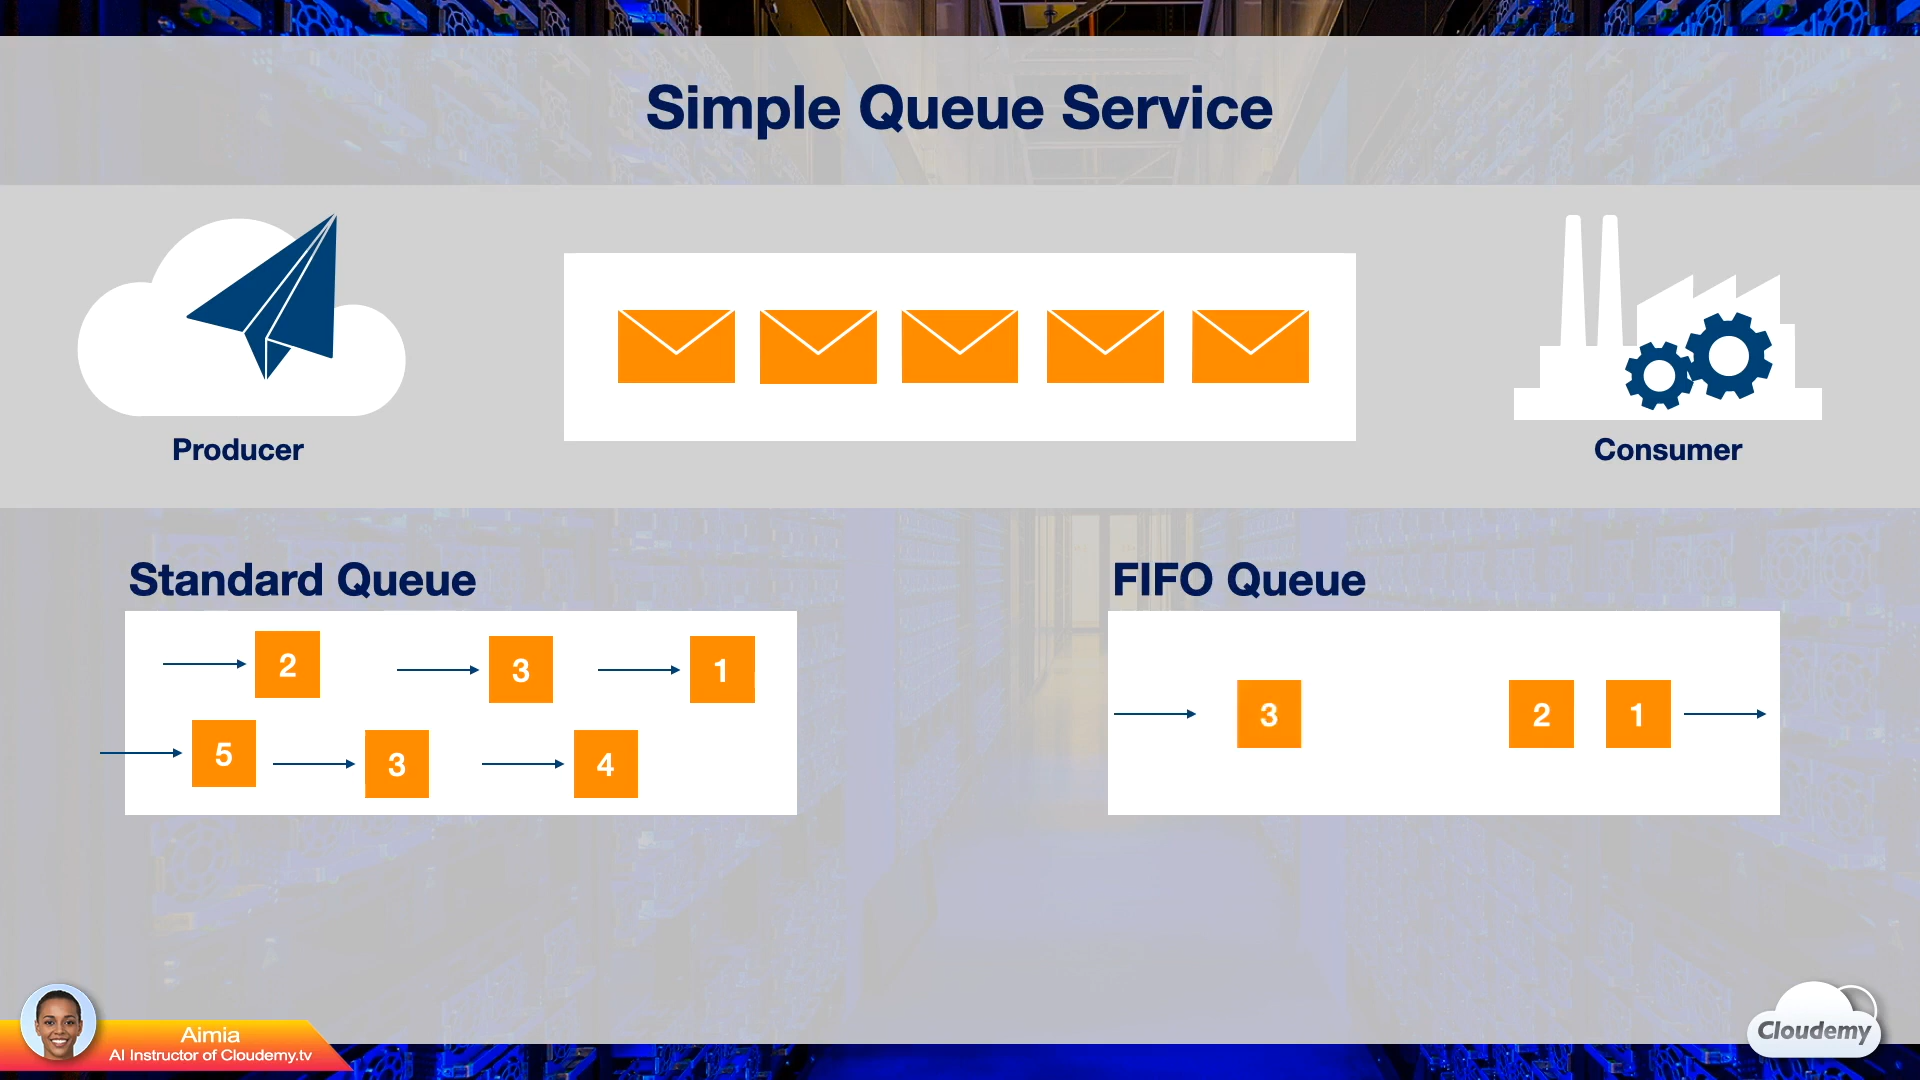 Simple Queue Service
Producer
Consumer
Standard Queue
FIFO Queue
2
3
1
5
3
4
3
2
1
Aimia
AI Instructor of Cloudemy.tv
Cloudemy